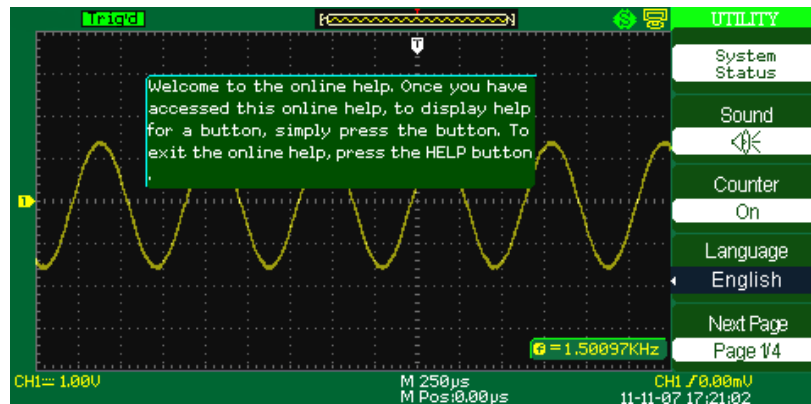 Trig'd
UTILITY
T
System
Status
Welcome to the online help. Once you have
accessed this online help, to display help
for a button, simply press the button. To
exit the online help, press the HELP button
.
Sound
Counter
On
1
Language
English
Next Page
Page 1/4
f =1.50097KHz
CH1 1.00V
M 250µs
M Pos:0.00µs
CH1 0.00mV
11-11-07 17:21:02